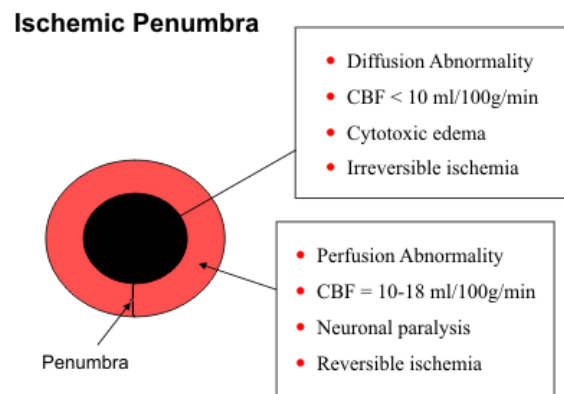 Ischemic Penumbra
• Diffusion Abnormality
• CBF < 10 ml/100g/min
• Cytotoxic edema
• Irreversible ischemia
• Perfusion Abnormality
• CBF = 10-18 ml/100g/min
• Neuronal paralysis
• Reversible ischemia
Penumbra